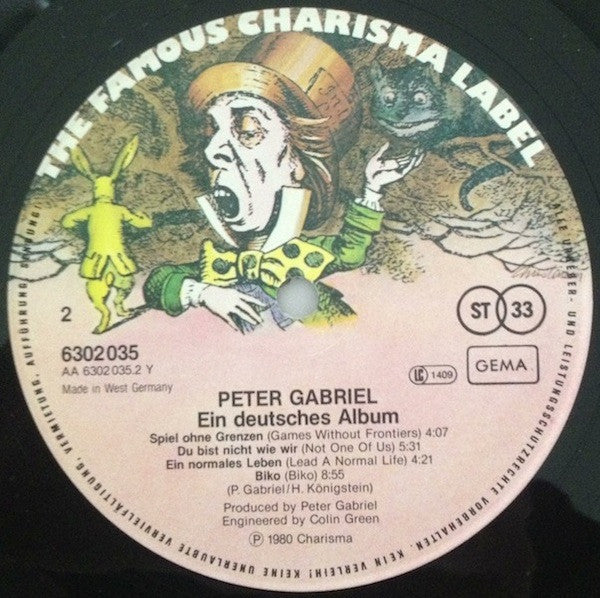 THE FAMOUS CHARISMA LABEL
2
ST 33
6302035
AA 6302 035.2 Y
Made in West Germany
LC 1409
GEMA
PETER GABRIEL
Ein deutsches Album
Spiel ohne Grenzen (Games Without Frontiers) 4:07
Du bist nicht wie wir (Not One Of Us) 5:31
Ein normales Leben (Lead A Normal Life) 4:21
Biko (Biko) 8:55
(P. Gabriel/H. Königstein)
Produced by Peter Gabriel
Engineered by Colin Green
℗ 1980 Charisma
ALLE URHEBER- UND LEISTUNGSSCHUTZRECHTE VORBEHALTEN. KEIN VERLEIH! KEINE UNERLAUBTE VERVIELFÄLTIGUNG, VERMIETUNG, AUFFÜHRUNG, SENDUNG